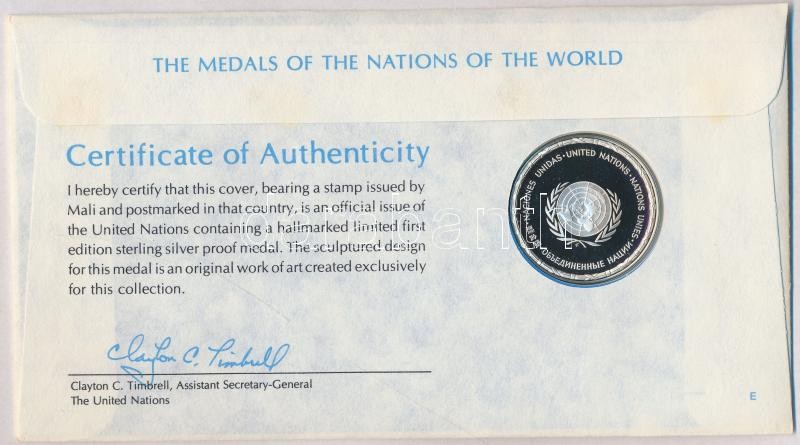 THE MEDALS OF THE NATIONS OF THE WORLD
Certificate of Authenticity
I hereby certify that this cover, bearing a stamp issued by
Mali and postmarked in that country, is an official issue of
the United Nations containing a hallmarked limited first
edition sterling silver proof medal. The sculptured design
for this medal is an original work of art created exclusively
for this collection.
NACIONES UNIDAS · UNITED NATIONS · NATIONS UNIES · ОБЪЕДИНЕННЫЕ НАЦИИ ·
Clayton C. Timbrell
Clayton C. Timbrell, Assistant Secretary-General
The United Nations
E